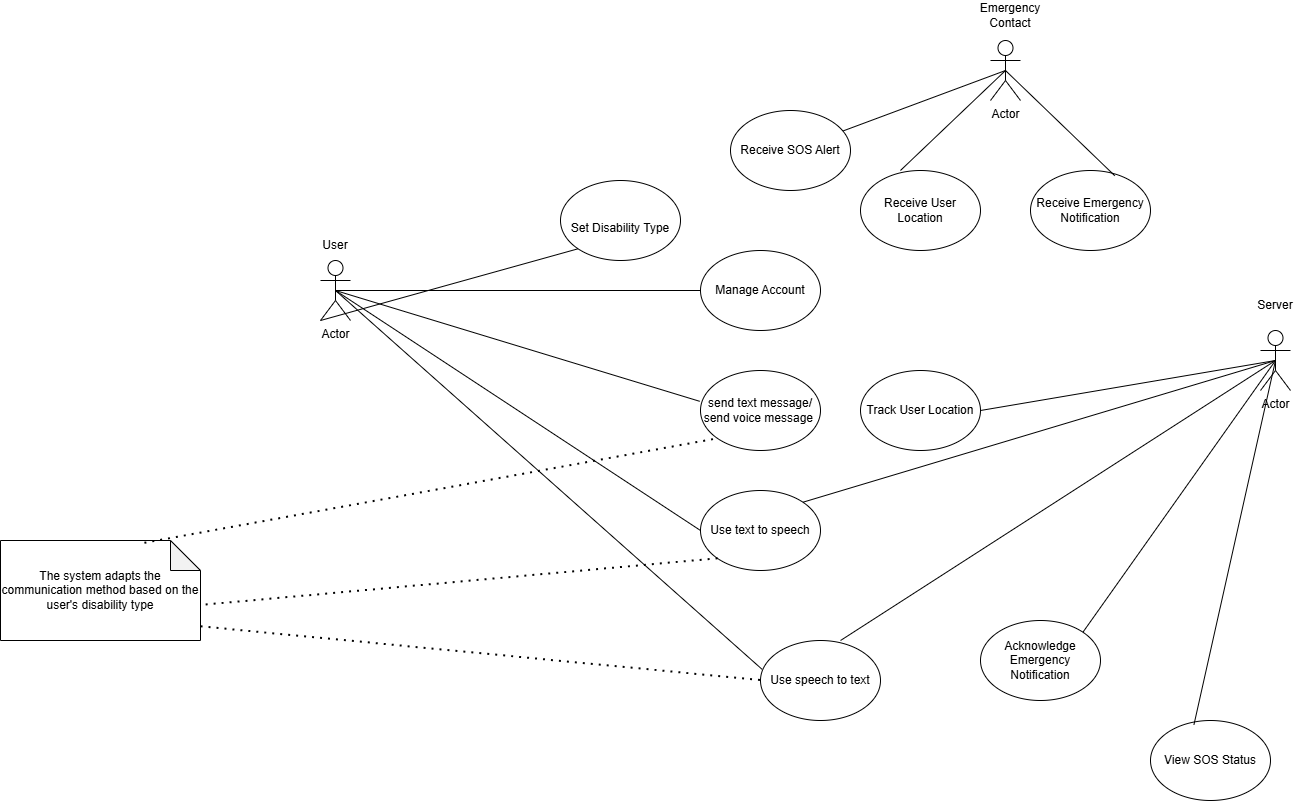 Emergency
Contact
Actor
Receive SOS Alert
Receive User
Location
Receive Emergency
Notification
Set Disability Type
User
Actor
Manage Account
Server
Actor
send text message/
send voice message
Track User Location
Use text to speech
The system adapts the
communication method based on the
user's disability type
Use speech to text
Acknowledge
Emergency
Notification
View SOS Status